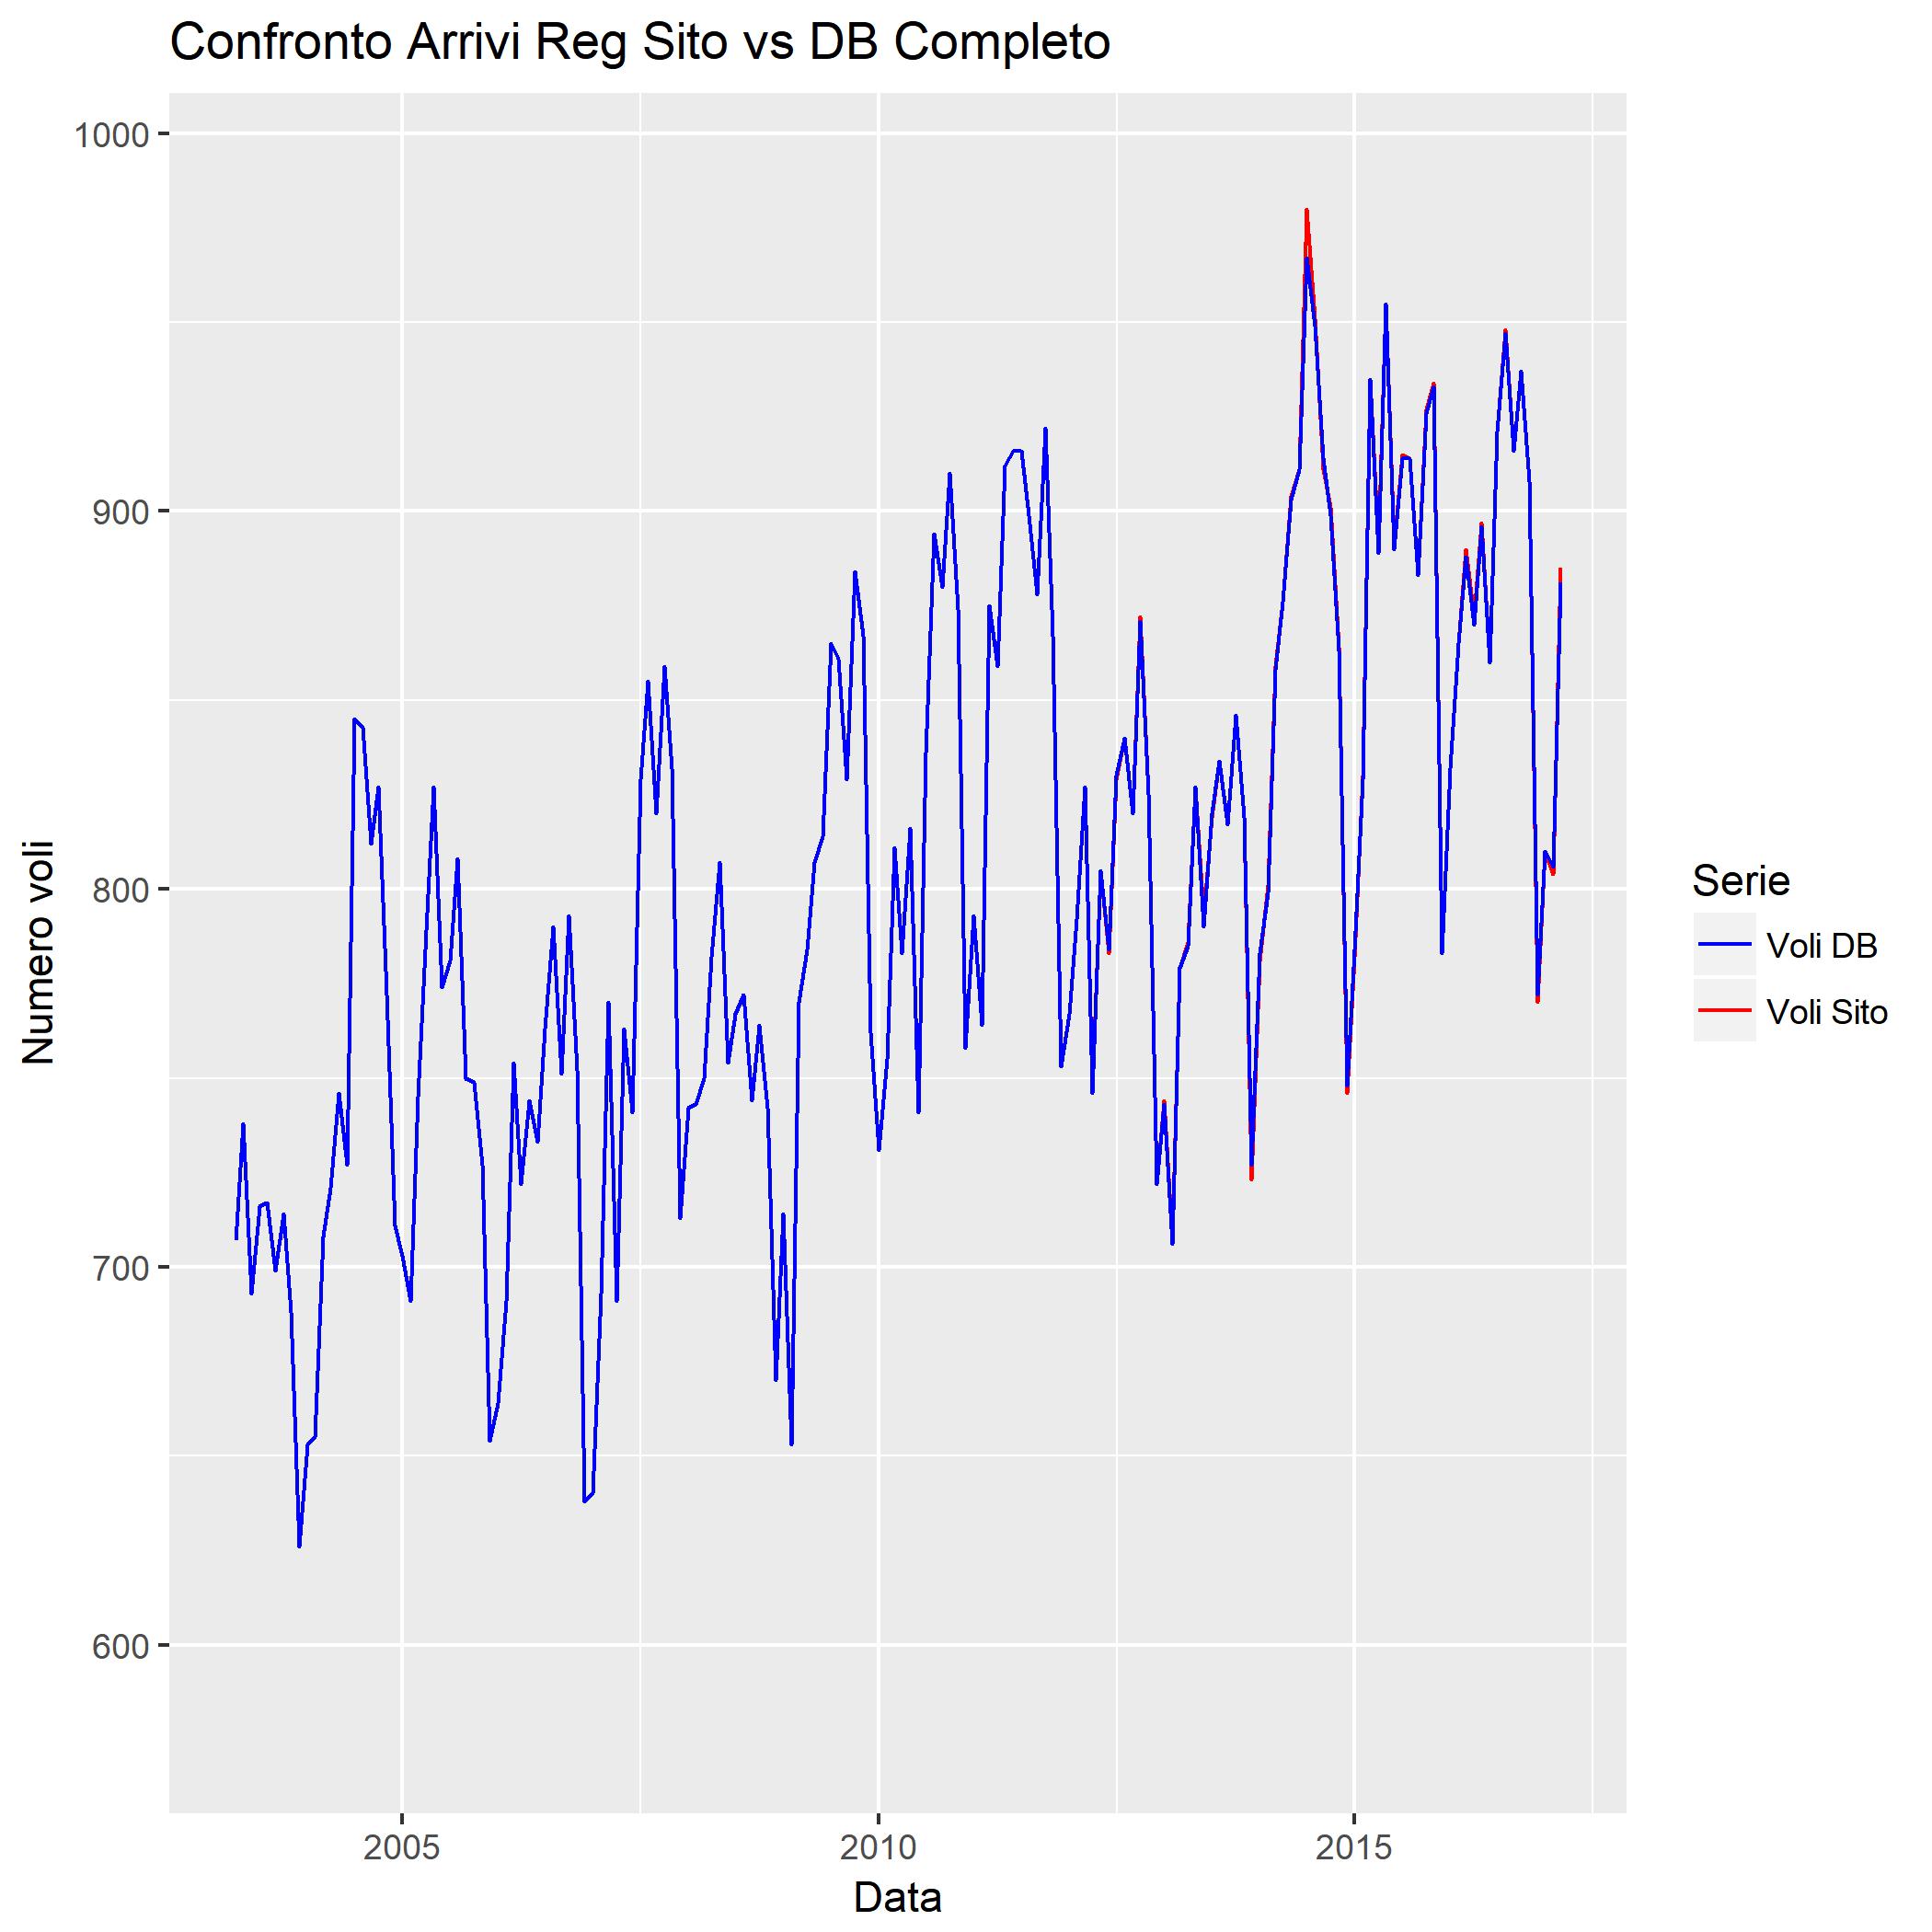 Confronto Arrivi Reg Sito vs DB Completo
1000
900
800
700
600
Numero voli
2005
2010
2015
Data
Serie
Voli DB
Voli Sito